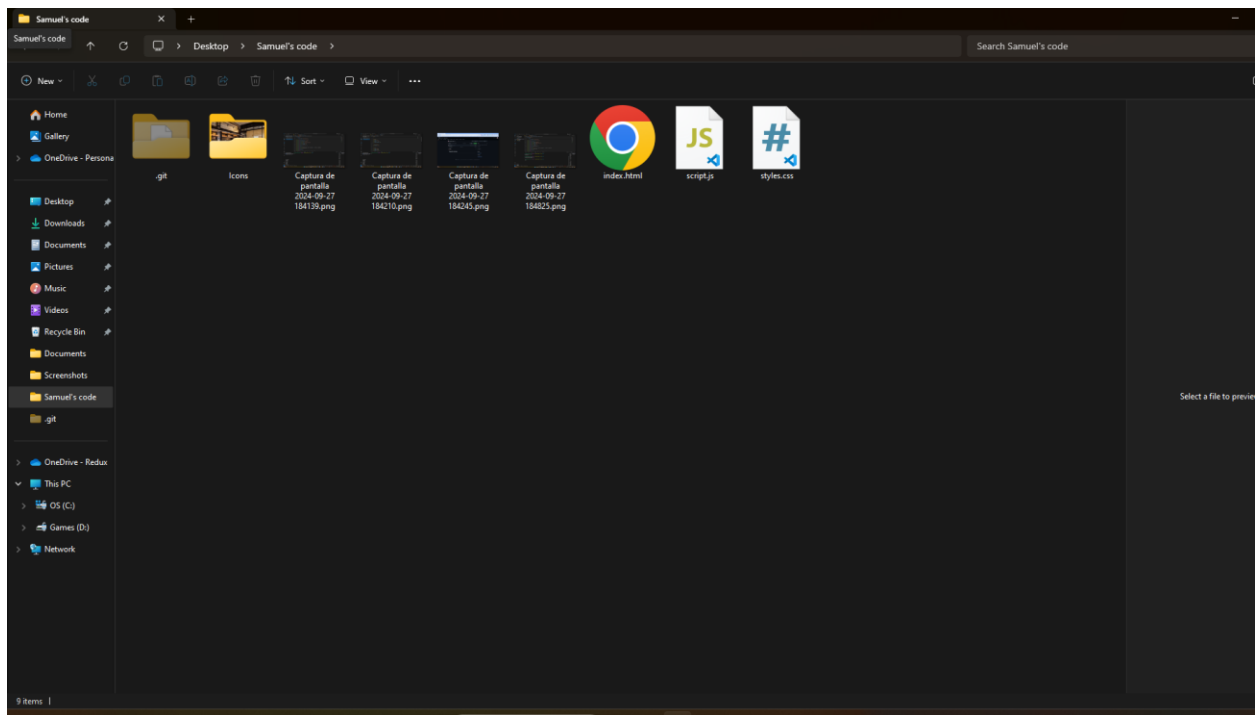 Samuel's code
Samuel's code
Desktop > Samuel's code >
Search Samuel's code
New
Sort
View
Home
Gallery
OneDrive - Persona
Desktop
Downloads
Documents
Pictures
Music
Videos
Recycle Bin
Documents
Screenshots
Samuel's code
.git
OneDrive - Redux
This PC
OS (C:)
Games (D:)
Network
.git
Icons
Captura de
pantalla
2024-09-27
184139.png
Captura de
pantalla
2024-09-27
184210.png
Captura de
pantalla
2024-09-27
184245.png
Captura de
pantalla
2024-09-27
184825.png
index.html
JS
script.js
#
styles.css
Select a file to previe
9 items